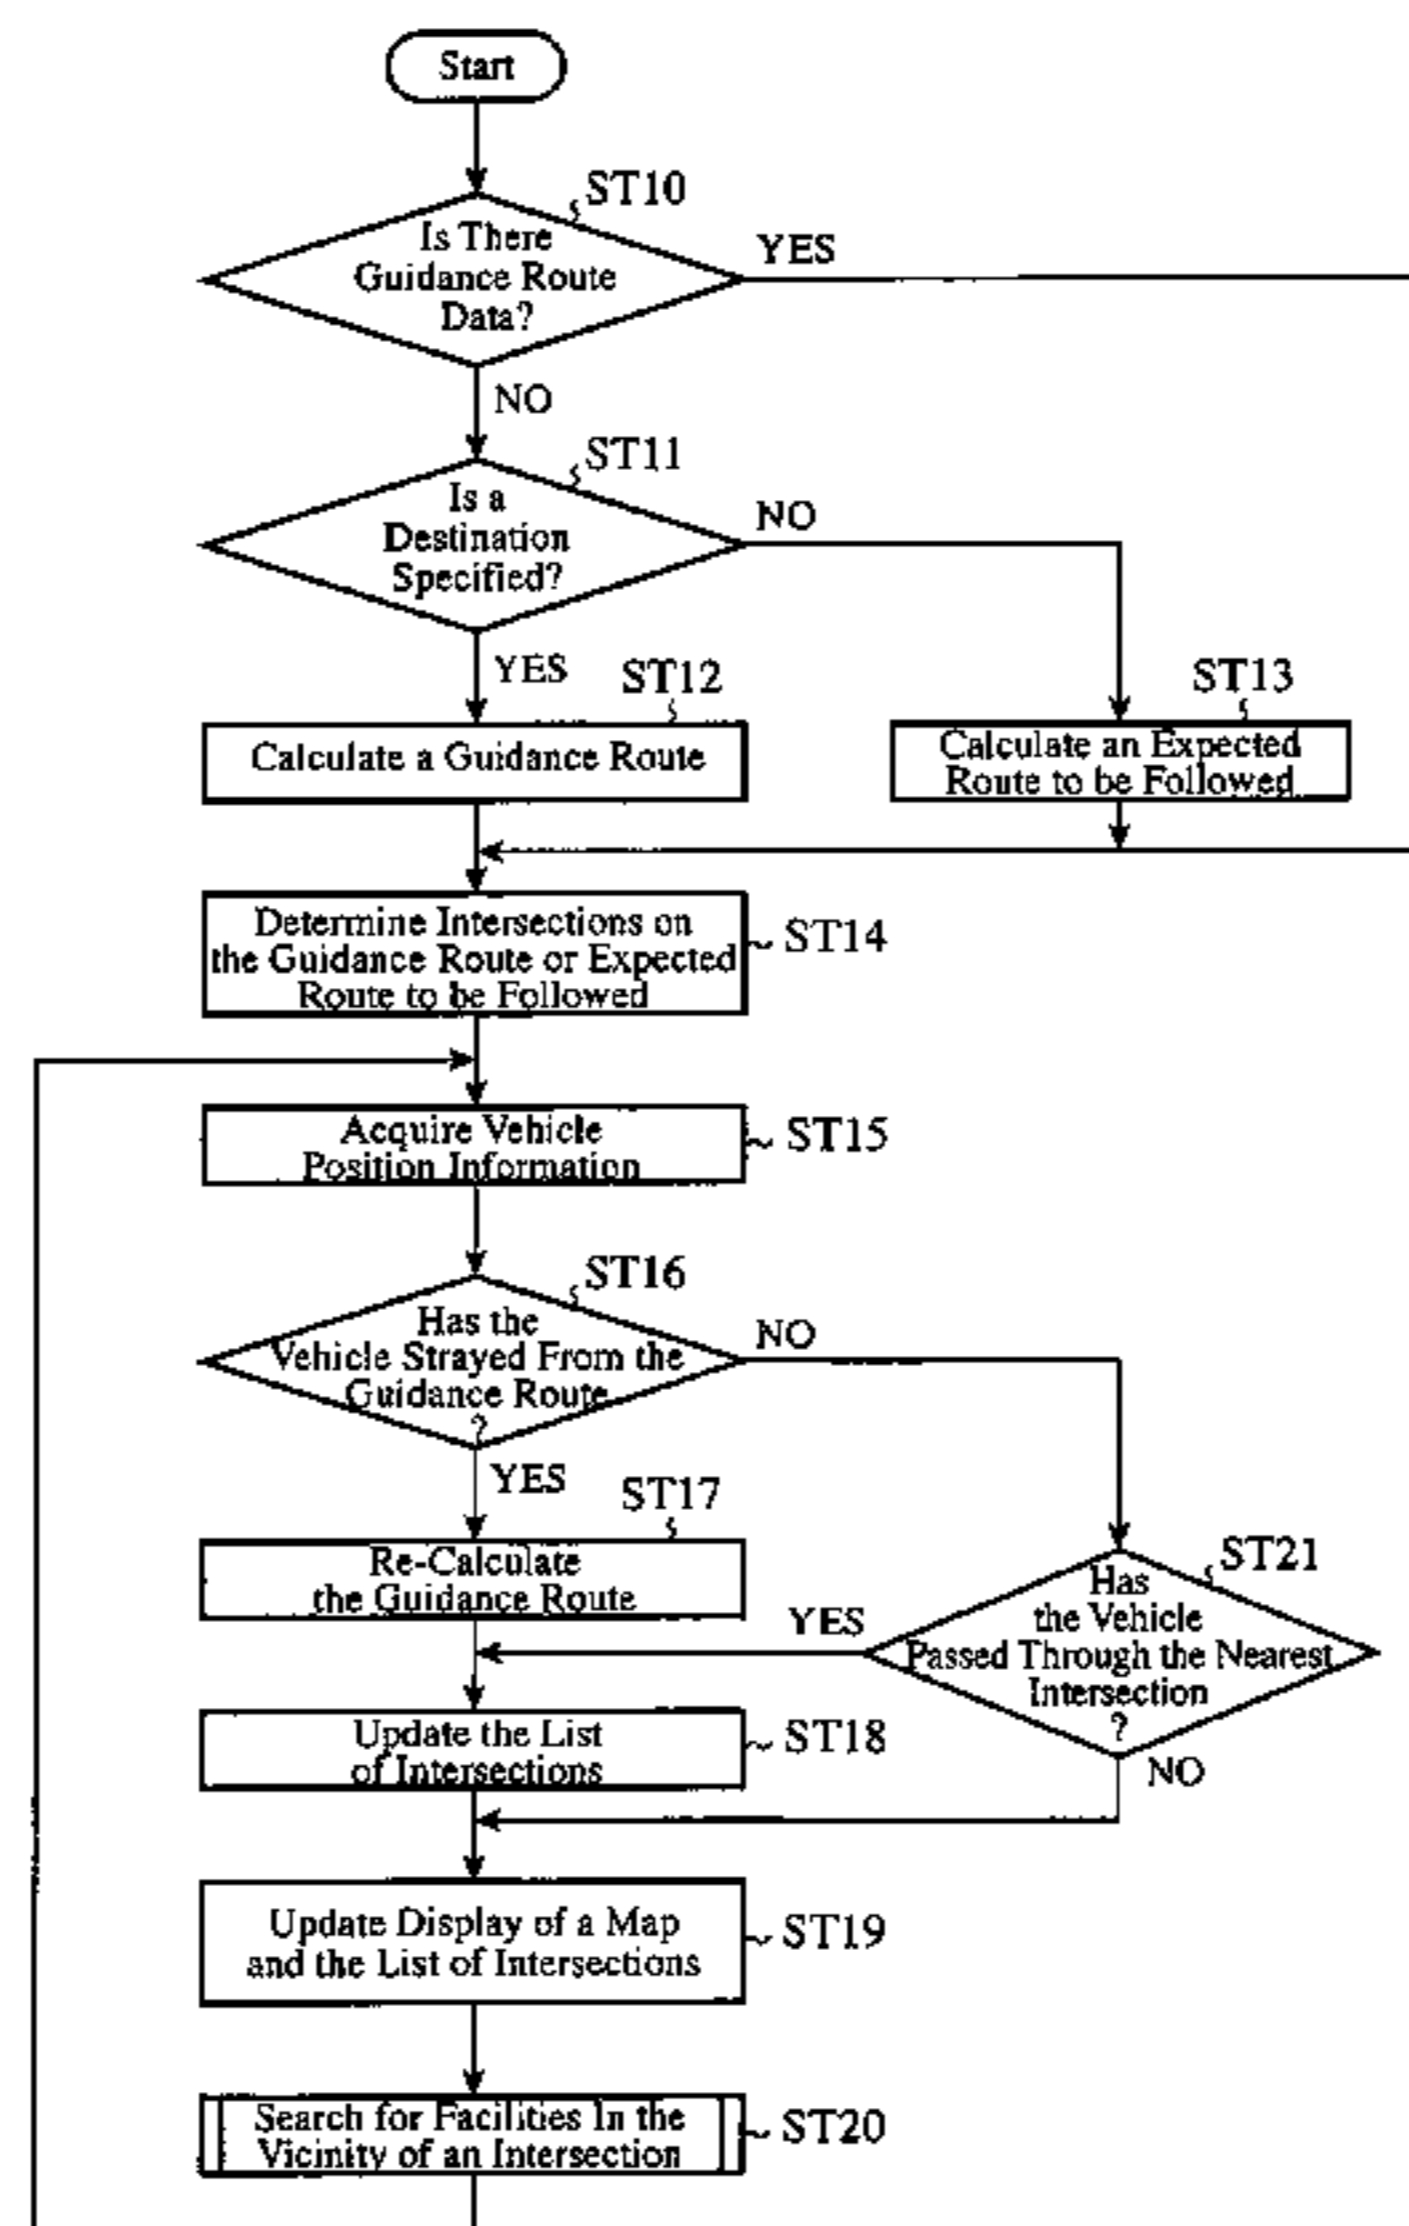 Start
ST10
Is There
Guidance Route
Data?
YES
NO
ST11
Is a
Destination
Specified?
NO
YES
ST12
Calculate a Guidance Route
ST13
Calculate an Expected
Route to be Followed
Determine Intersections on
the Guidance Route or Expected
Route to be Followed
ST14
Acquire Vehicle
Position Information
ST15
ST16
Has the
Vehicle Strayed From the
Guidance Route
?
NO
YES
ST17
Re-Calculate
the Guidance Route
ST21
Has
the Vehicle
Passed Through the Nearest
Intersection
?
YES
NO
Update the List
of Intersections
ST18
Update Display of a Map
and the List of Intersections
ST19
Search for Facilities In the
Vicinity of an Intersection
ST20